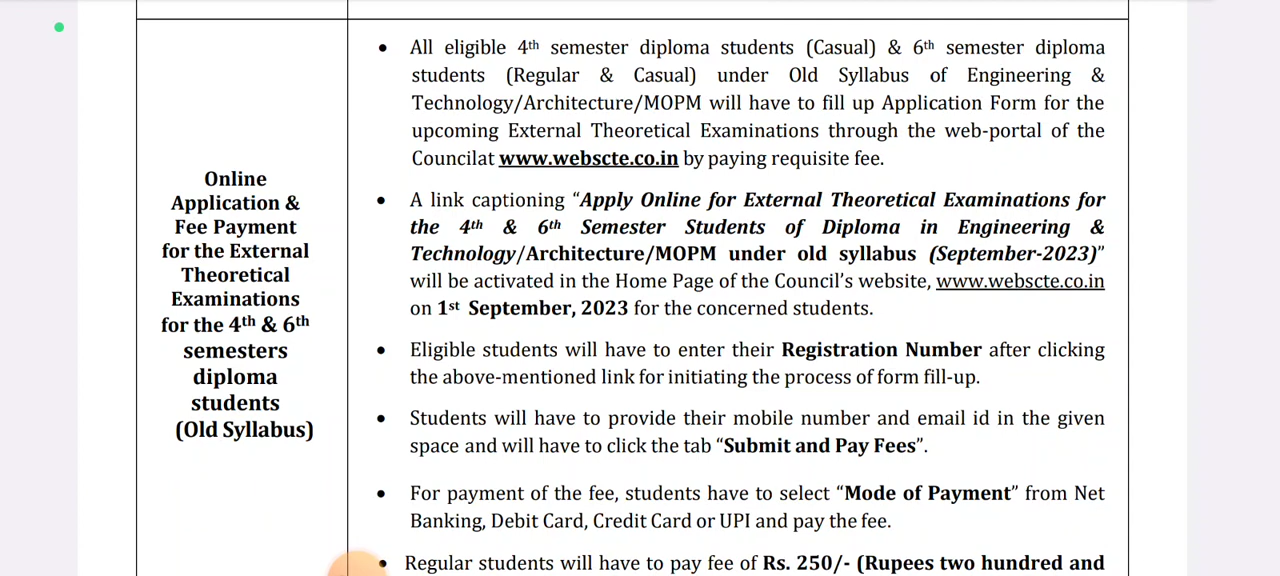 Online
Application &
Fee Payment
for the External
Theoretical
Examinations
for the 4th & 6th
semesters
diploma
students
(Old Syllabus)
• All eligible 4th semester diploma students (Casual) & 6th semester diploma
students (Regular & Casual) under Old Syllabus of Engineering &
Technology/Architecture/MOPM will have to fill up Application Form for the
upcoming External Theoretical Examinations through the web-portal of the
Councilat www.webscte.co.in by paying requisite fee.
• A link captioning “Apply Online for External Theoretical Examinations for
the 4th & 6th Semester Students of Diploma in Engineering &
Technology/Architecture/MOPM under old syllabus (September-2023)”
will be activated in the Home Page of the Council’s website, www.webscte.co.in
on 1st September, 2023 for the concerned students.
• Eligible students will have to enter their Registration Number after clicking
the above-mentioned link for initiating the process of form fill-up.
• Students will have to provide their mobile number and email id in the given
space and will have to click the tab “Submit and Pay Fees”.
• For payment of the fee, students have to select “Mode of Payment” from Net
Banking, Debit Card, Credit Card or UPI and pay the fee.
• Regular students will have to pay fee of Rs. 250/- (Rupees two hundred and